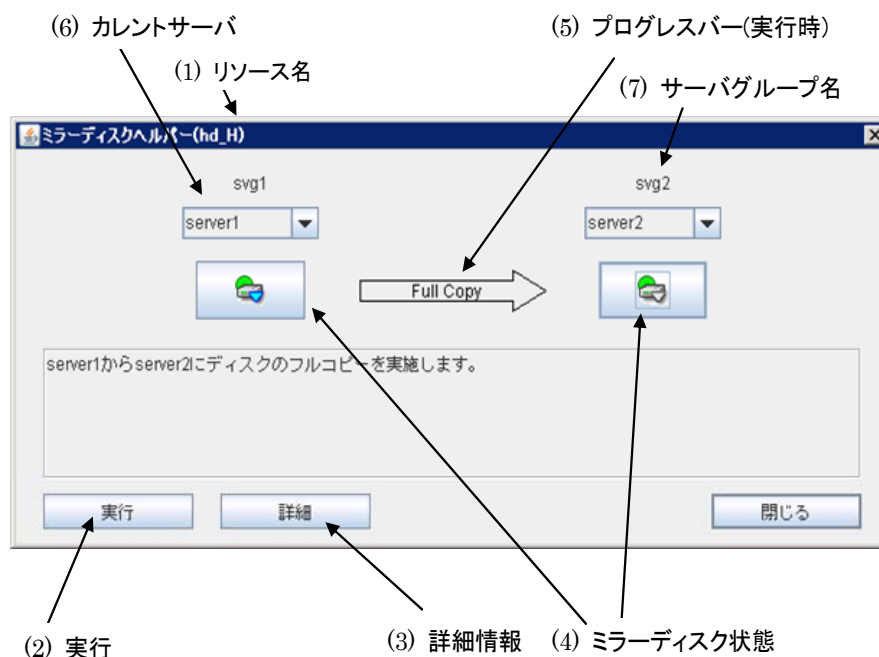 (6) カレントサーバ
(5) プログレスバー(実行時)
(1) リソース名
(7) サーバグループ名
ミラーディスクヘルパー(hd_H)
svg1
svg2
server1
server2
Full Copy
server1からserver2にディスクのフルコピーを実施します。
実行
詳細
閉じる
(2) 実行
(3) 詳細情報
(4) ミラーディスク状態